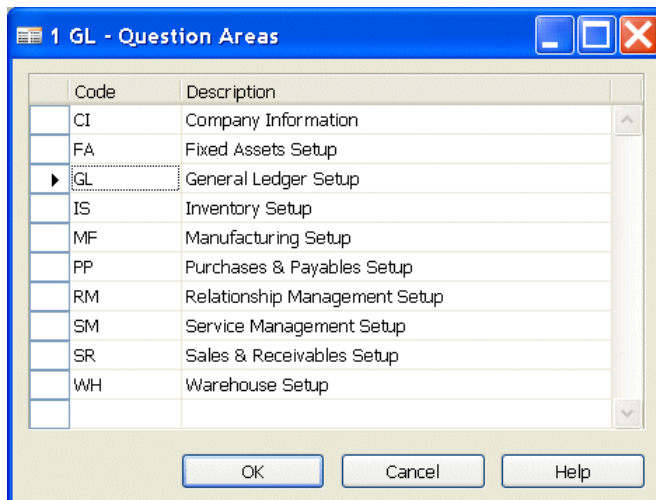 1 GL - Question Areas
Code Description
CI Company Information
FA Fixed Assets Setup
GL General Ledger Setup
IS Inventory Setup
MF Manufacturing Setup
PP Purchases & Payables Setup
RM Relationship Management Setup
SM Service Management Setup
SR Sales & Receivables Setup
WH Warehouse Setup
OK Cancel Help